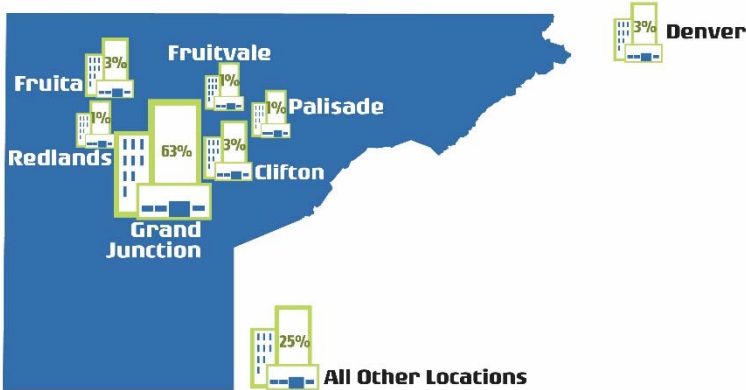 3%
Denver
Fruitvale
3%
Fruita
1%
1%
Palisade
1%
Redlands
63%
3%
Clifton
Grand
Junction
25%
All Other Locations